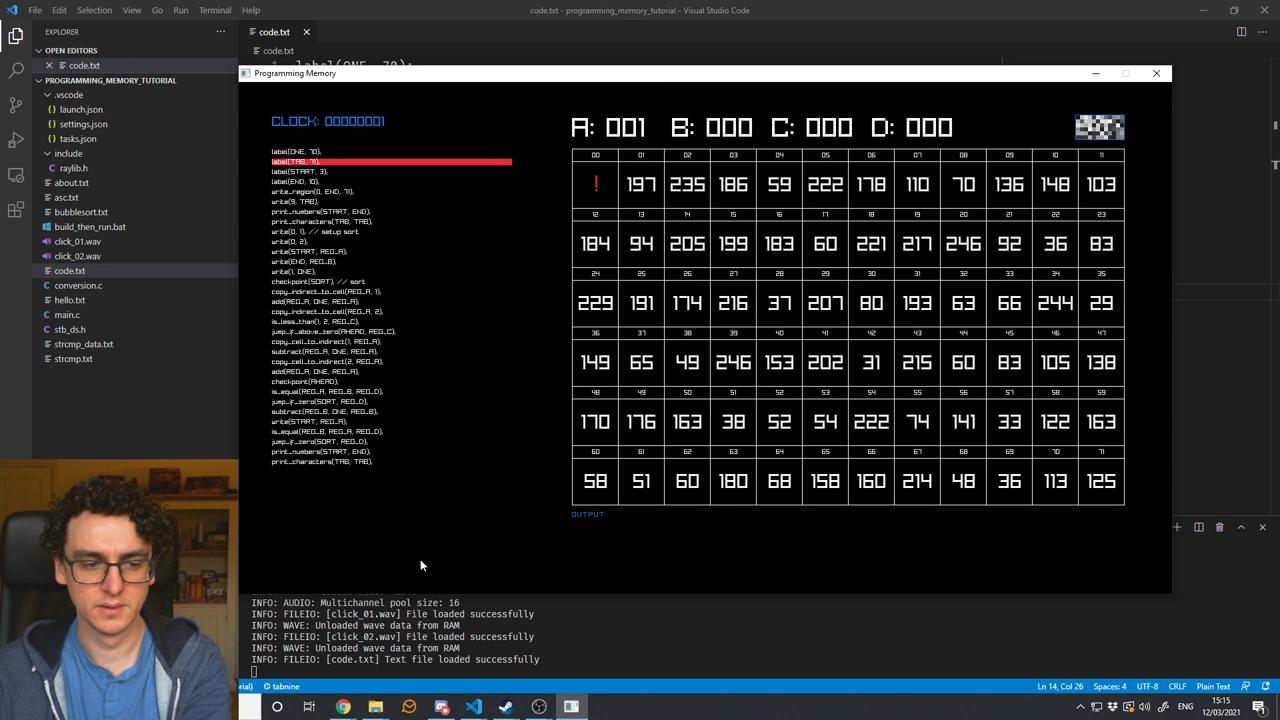 File Edit Selection View Go Run Terminal Help
code.txt - programming_memory_tutorial - Visual Studio Code
EXPLORER
OPEN EDITORS
code.txt
PROGRAMMING_MEMORY_TUTORIAL
.vscode
launch.json
settings.json
tasks.json
include
raylib.h
about.txt
asc.txt
bubblesort.txt
build_then_run.bat
click_01.wav
click_02.wav
code.txt
conversion.c
hello.txt
main.c
stb_ds.h
strcmp_data.txt
strcmp.txt
code.txt
code.txt
1 label(ONE, 70);
Programming Memory
CLOCK: 00000001
label(ONE, 70);
label(TAB, 71);
label(START, 3);
label(END, 10);
write_region(0, END, 71);
write(9, TAB);
print_numbers(START, END);
print_characters(TAB, TAB);
write(0, 1); // setup sort
write(0, 2);
write(START, REG_A);
write(END, REG_B);
write(1, ONE);
checkpoint(SORT); // sort
copy_indirect_to_cell(REG_A, 1);
add(REG_A, ONE, REG_A);
copy_indirect_to_cell(REG_A, 2);
is_less_than(1, 2, REG_C);
jump_if_above_zero(AHEAD, REG_C);
copy_cell_to_indirect(1, REG_A);
subtract(REG_A, ONE, REG_A);
copy_cell_to_indirect(2, REG_A);
add(REG_A, ONE, REG_A);
checkpoint(AHEAD);
is_equal(REG_A, REG_B, REG_D);
jump_if_zero(SORT, REG_D);
subtract(REG_B, ONE, REG_B);
write(START, REG_A);
is_equal(REG_B, REG_A, REG_D);
jump_if_zero(SORT, REG_D);
print_numbers(START, END);
print_characters(TAB, TAB);
A: 001 B: 000 C: 000 D: 000
00 01 02 03 04 05 06 07 08 09 10 11
! 197 235 186 59 222 178 110 70 136 148 103
12 13 14 15 16 17 18 19 20 21 22 23
184 94 205 199 183 60 221 217 246 92 36 83
24 25 26 27 28 29 30 31 32 33 34 35
229 191 174 216 37 207 80 193 63 66 244 29
36 37 38 39 40 41 42 43 44 45 46 47
149 65 49 246 153 202 31 215 60 83 105 138
48 49 50 51 52 53 54 55 56 57 58 59
170 176 163 38 52 54 222 74 141 33 122 163
60 61 62 63 64 65 66 67 68 69 70 71
58 51 60 180 68 158 160 214 48 36 113 125
OUTPUT:
INFO: AUDIO: Multichannel pool size: 16
INFO: FILEIO: [click_01.wav] File loaded successfully
INFO: WAVE: Unloaded wave data from RAM
INFO: FILEIO: [click_02.wav] File loaded successfully
INFO: WAVE: Unloaded wave data from RAM
INFO: FILEIO: [code.txt] Text file loaded successfully
rial) tabnine
Ln 14, Col 26 Spaces: 4 UTF-8 CRLF Plain Text
ENG
15:15
12/03/2021